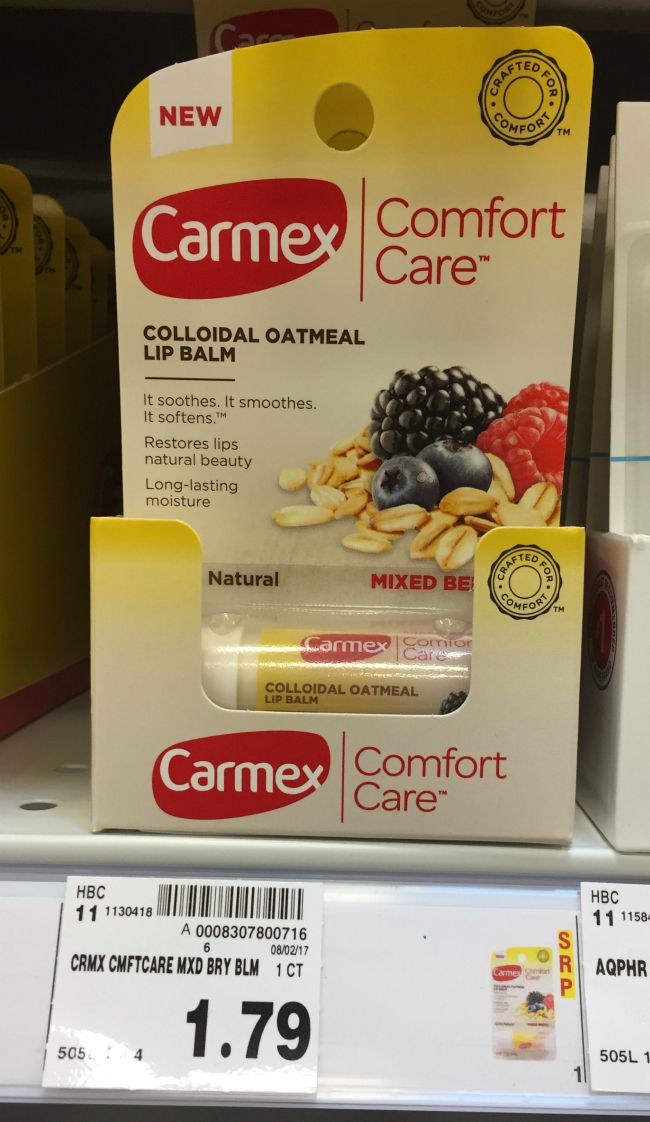 NEW
CRAFTED FOR
COMFORT
TM
Carmex
Comfort
Care™
COLLOIDAL OATMEAL
LIP BALM
It soothes. It smoothes.
It softens.™
Restores lips
natural beauty
Long-lasting
moisture
Natural
MIXED BE
CRAFTED FOR
COMFORT
TM
Carmex
Comfort
Care
COLLOIDAL OATMEAL
LIP BALM
Carmex
Comfort
Care™
HBC
11 1130418
A 0008307800716
6
08/02/17
CRMX CMFTCARE MXD BRY BLM 1 CT
1.79
SRP
Carmex
HBC
11 1158
AQPHR
505L 1